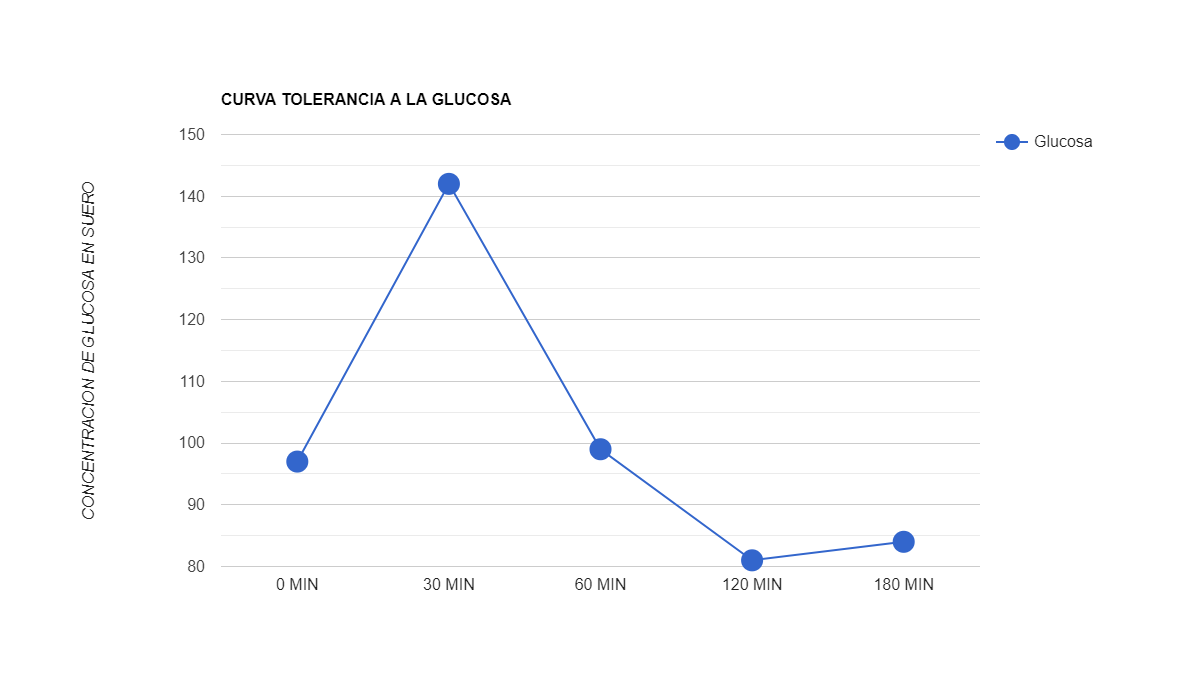 CURVA TOLERANCIA A LA GLUCOSA
Glucosa
CONCENTRACION DE GLUCOSA EN SUERO
150
140
130
120
110
100
90
80
0 MIN
30 MIN
60 MIN
120 MIN
180 MIN